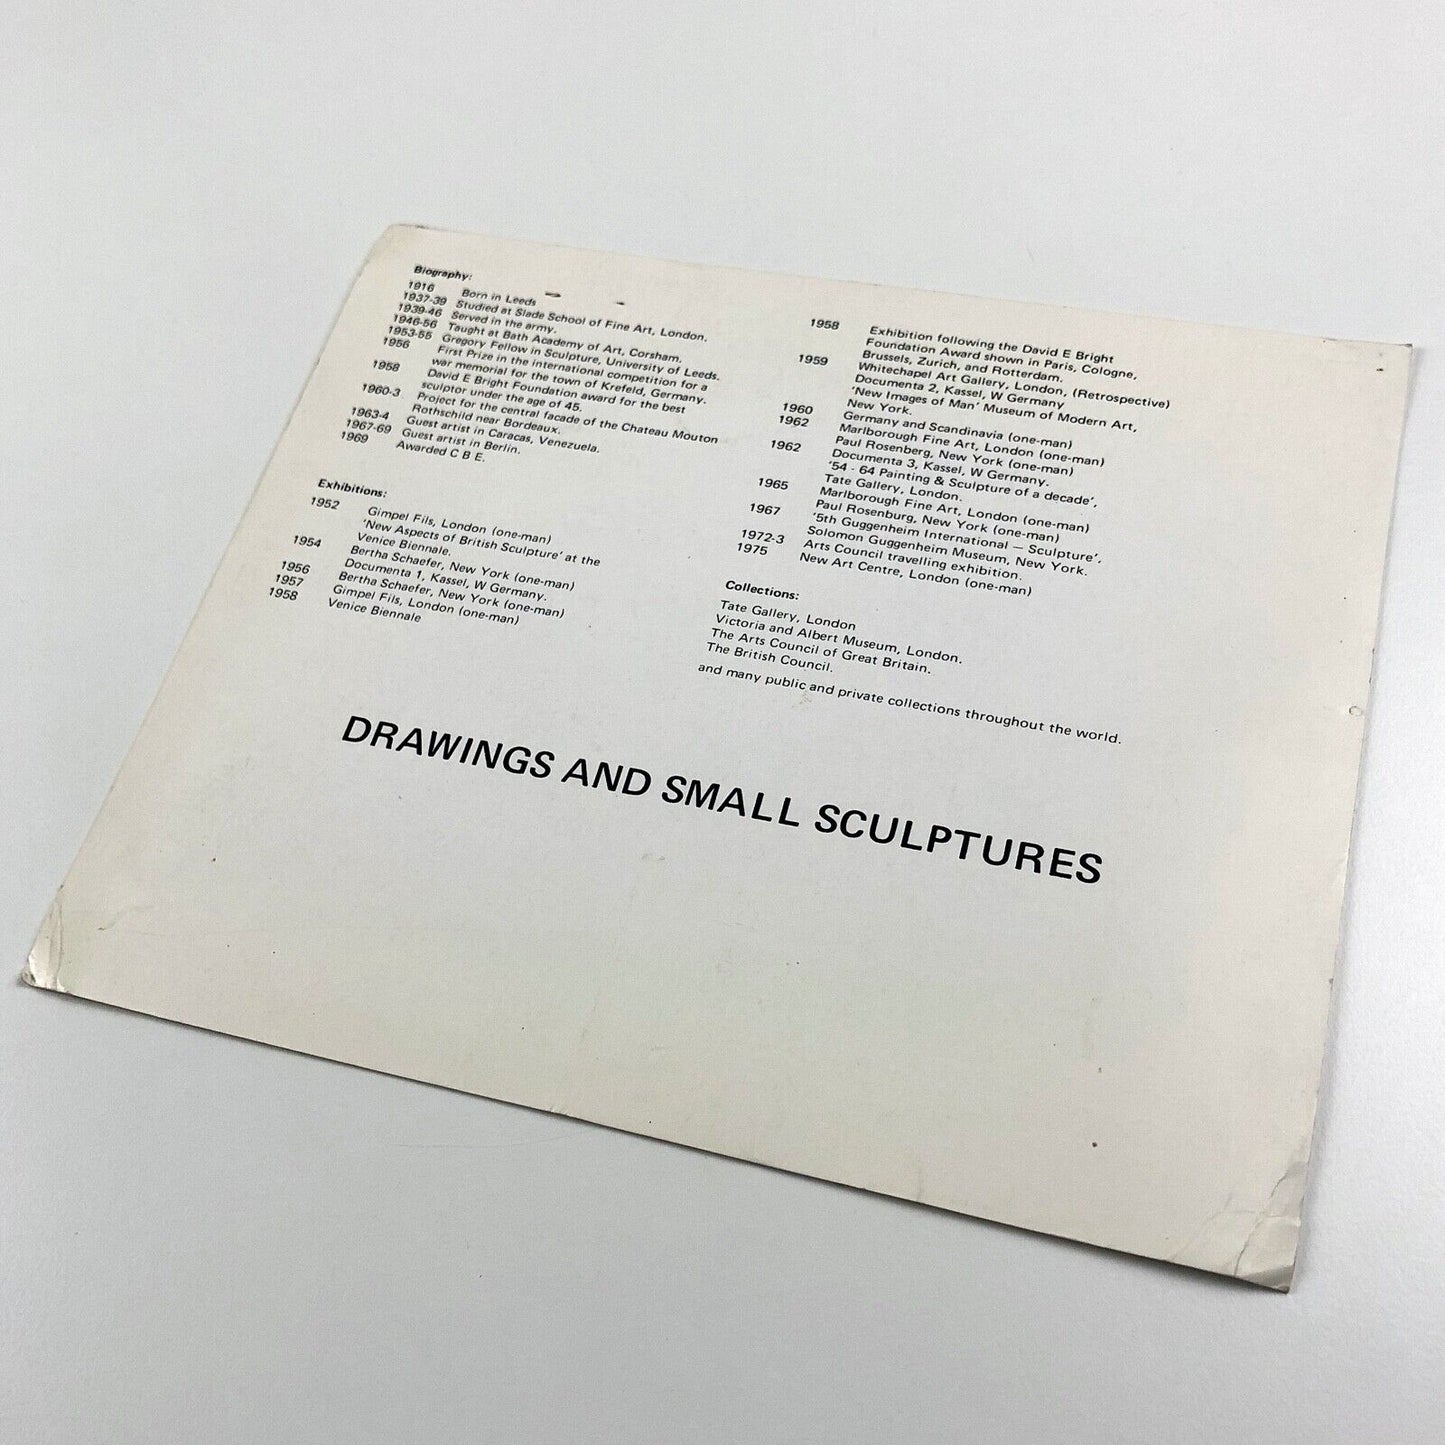 Biography:
1916 Born in Leeds
1937-39 Studied at Slade School of Fine Art, London.
1939-46 Served in the army.
1946-56 Taught at Bath Academy of Art, Corsham.
1953-55 Gregory Fellow in Sculpture, University of Leeds.
1956 First Prize in the international competition for a
war memorial for the town of Krefeld, Germany.
1958 David E Bright Foundation award for the best
sculptor under the age of 45.
1960-3 Project for the central facade of the Chateau Mouton
Rothschild near Bordeaux.
1963-4 Guest artist in Caracas, Venezuela.
1967-69 Guest artist in Berlin.
1969 Awarded C B E.
Exhibitions:
1952 Gimpel Fils, London (one-man)
'New Aspects of British Sculpture' at the
Venice Biennale.
1954 Bertha Schaefer, New York (one-man)
Documenta 1, Kassel, W Germany.
1956 Bertha Schaefer, New York (one-man)
1957 Gimpel Fils, London (one-man)
1958 Venice Biennale
1958 Exhibition following the David E Bright
Foundation Award shown in Paris, Cologne,
Brussels, Zurich, and Rotterdam.
1959 Whitechapel Art Gallery, London, (Retrospective)
Documenta 2, Kassel, W Germany
'New Images of Man' Museum of Modern Art,
New York.
1960 Germany and Scandinavia (one-man)
1962 Marlborough Fine Art, London (one-man)
Paul Rosenberg, New York (one-man)
1962 Documenta 3, Kassel, W Germany.
'54 - 64 Painting & Sculpture of a decade',
Tate Gallery, London.
1965 Marlborough Fine Art, London (one-man)
Paul Rosenburg, New York (one-man)
1967 '5th Guggenheim International — Sculpture',
Solomon Guggenheim Museum, New York.
1972-3 Arts Council travelling exhibition.
1975 New Art Centre, London (one-man)
Collections:
Tate Gallery, London
Victoria and Albert Museum, London.
The Arts Council of Great Britain.
The British Council.
and many public and private collections throughout the world.
DRAWINGS AND SMALL SCULPTURES